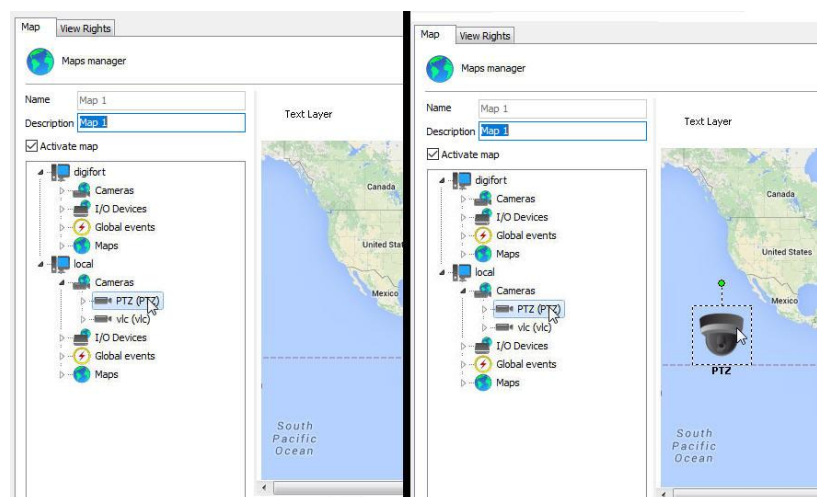 Map View Rights
Maps manager
Name Map 1
Description Map 1
Activate map
digifort
Cameras
I/O Devices
Global events
Maps
local
Cameras
PTZ (PTZ)
vlc (vlc)
I/O Devices
Global events
Maps
Text Layer
Canada
United Stat
Mexico
South
Pacific
Ocean
Map View Rights
Maps manager
Name Map 1
Description Map 1
Activate map
digifort
Cameras
I/O Devices
Global events
Maps
local
Cameras
PTZ (PTZ)
vlc (vlc)
I/O Devices
Global events
Maps
Text Layer
Canada
United States
Mexico
PTZ
South
Pacific
Ocean